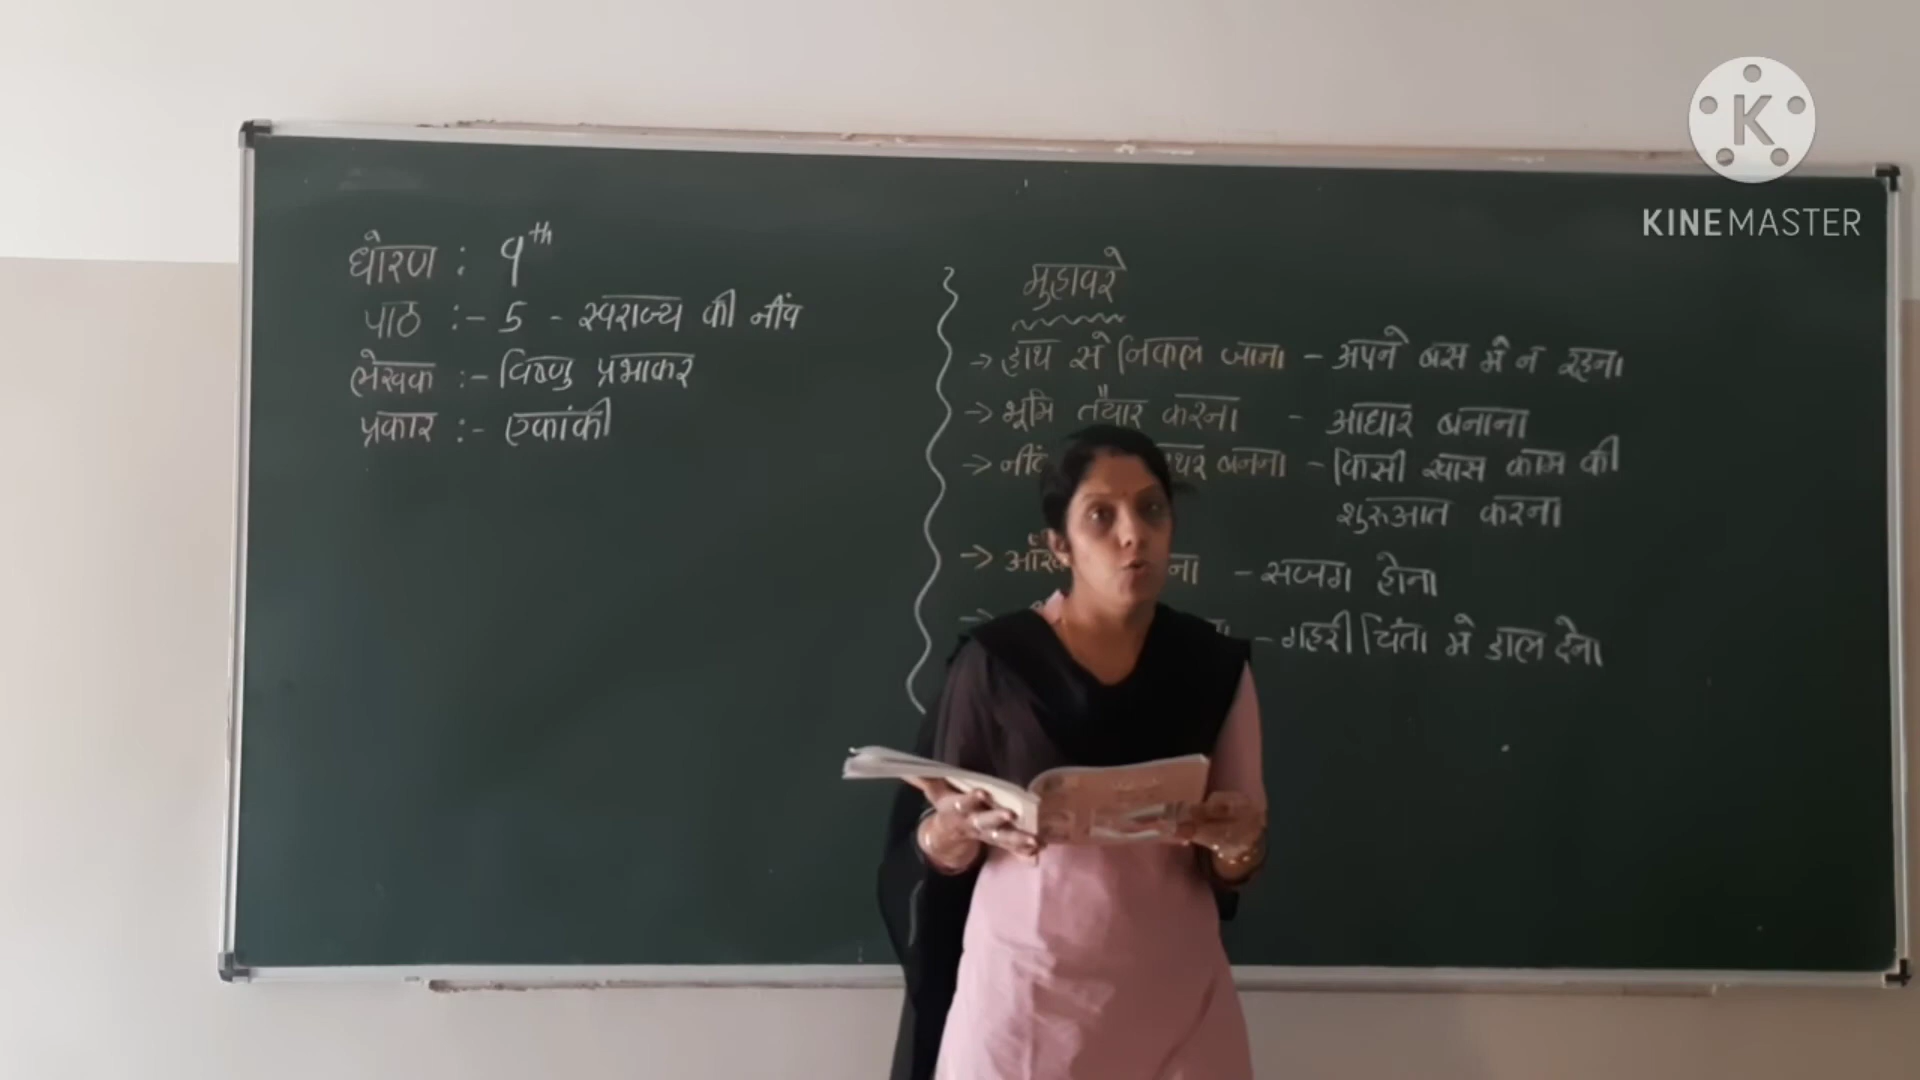 धोरण : 9th
पाठ :- 5 - स्वराज्य की नींव
लेखक :- विष्णु प्रभाकर
प्रकार :- एकांकी
मुहावरे
→ हाथ से निकल जाना - अपने बस में न रहना
→ भूमि तैयार करना - आधार बनाना
→ बनना - किसी खास काम की
शुरुआत करना
→ - सजग होना
→ - गहरी चिंता में डाल देना
K
KINEMASTER